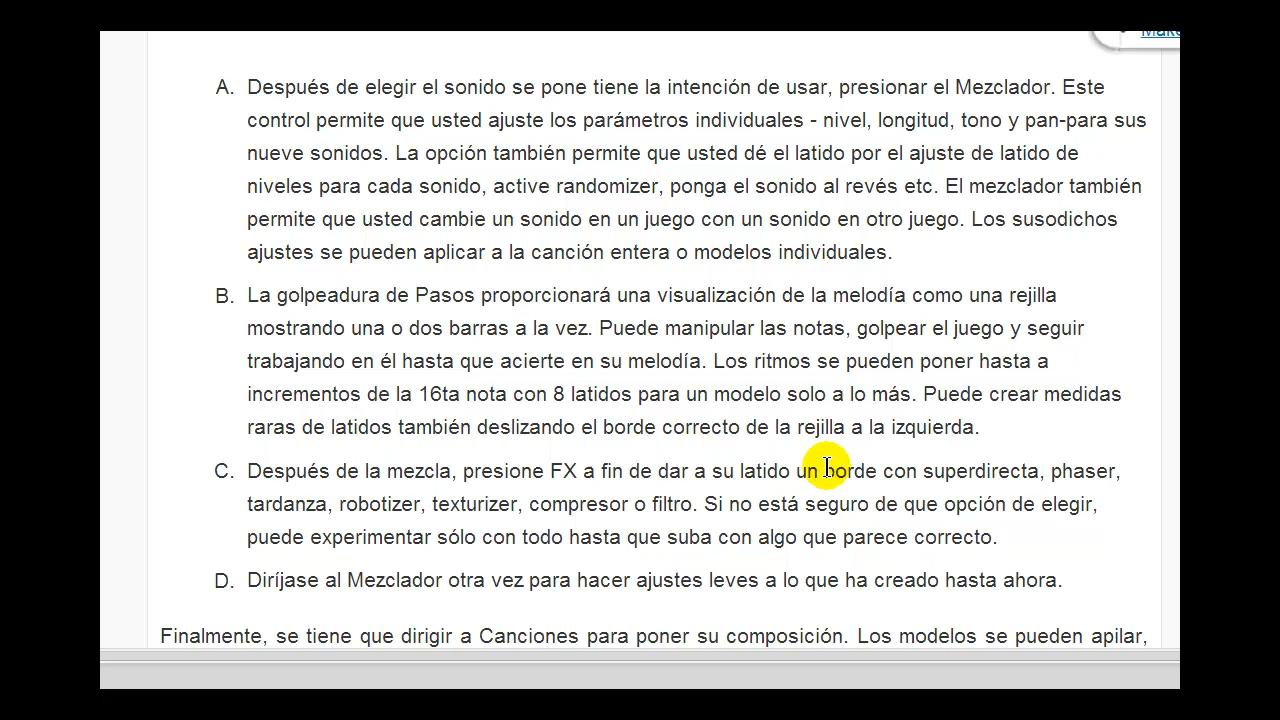 A. Después de elegir el sonido se pone tiene la intención de usar, presionar el Mezclador. Este
control permite que usted ajuste los parámetros individuales - nivel, longitud, tono y pan-para sus
nueve sonidos. La opción también permite que usted dé el latido por el ajuste de latido de
niveles para cada sonido, active randomizer, ponga el sonido al revés etc. El mezclador también
permite que usted cambie un sonido en un juego con un sonido en otro juego. Los susodichos
ajustes se pueden aplicar a la canción entera o modelos individuales.
B. La golpeadura de Pasos proporcionará una visualización de la melodía como una rejilla
mostrando una o dos barras a la vez. Puede manipular las notas, golpear el juego y seguir
trabajando en él hasta que acierte en su melodía. Los ritmos se pueden poner hasta a
incrementos de la 16ta nota con 8 latidos para un modelo solo a lo más. Puede crear medidas
raras de latidos también deslizando el borde correcto de la rejilla a la izquierda.
C. Después de la mezcla, presione FX a fin de dar a su latido un borde con superdirecta, phaser,
tardanza, robotizer, texturizer, compresor o filtro. Si no está seguro de que opción de elegir,
puede experimentar sólo con todo hasta que suba con algo que parece correcto.
D. Diríjase al Mezclador otra vez para hacer ajustes leves a lo que ha creado hasta ahora.
Finalmente, se tiene que dirigir a Canciones para poner su composición. Los modelos se pueden apilar,